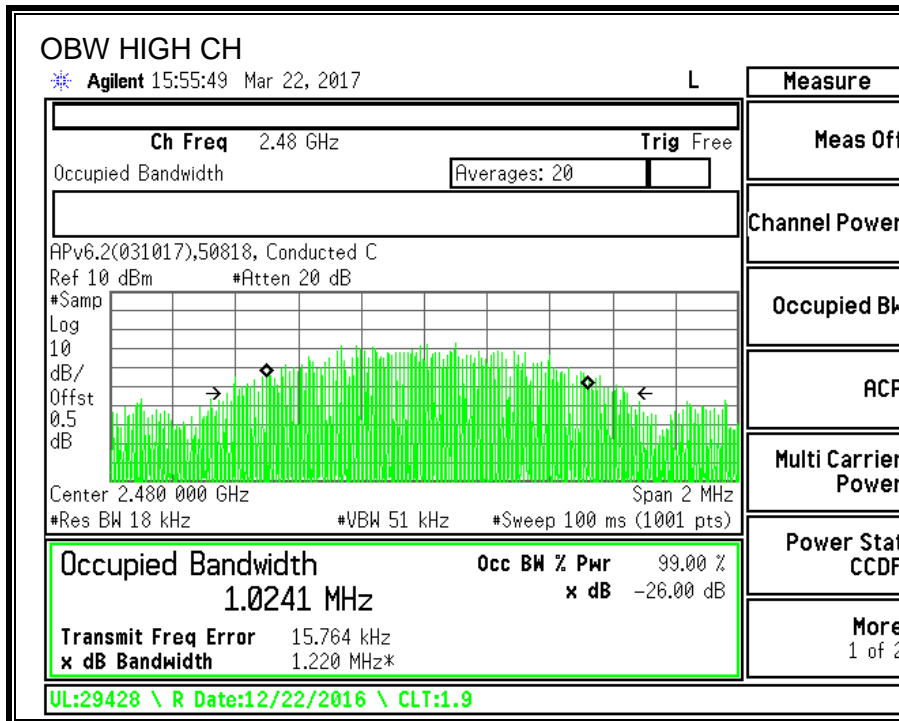 OBW HIGH CH
Agilent 15:55:49 Mar 22, 2017 L
Measure
Ch Freq 2.48 GHz Trig Free
Meas Off
Occupied Bandwidth Averages: 20
Channel Power
APv6.2(031017),50818, Conducted C
Ref 10 dBm #Atten 20 dB
#Samp
Log
10
dB/
Offst
0.5
dB
Occupied BW
ACP
Multi Carrier
Power
Center 2.480 000 GHz Span 2 MHz
#Res BW 18 kHz #VBW 51 kHz #Sweep 100 ms (1001 pts)
Power Stat
CCDF
Occupied Bandwidth Occ BW % Pwr 99.00 %
1.0241 MHz x dB -26.00 dB
Transmit Freq Error 15.764 kHz
x dB Bandwidth 1.220 MHz*
More
1 of 2
UL:29428 \ R Date:12/22/2016 \ CLT:1.9